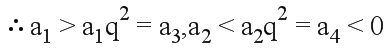 ∴ a₁ > a₁q² = a₃, a₂ < a₂q² = a₄ < 0